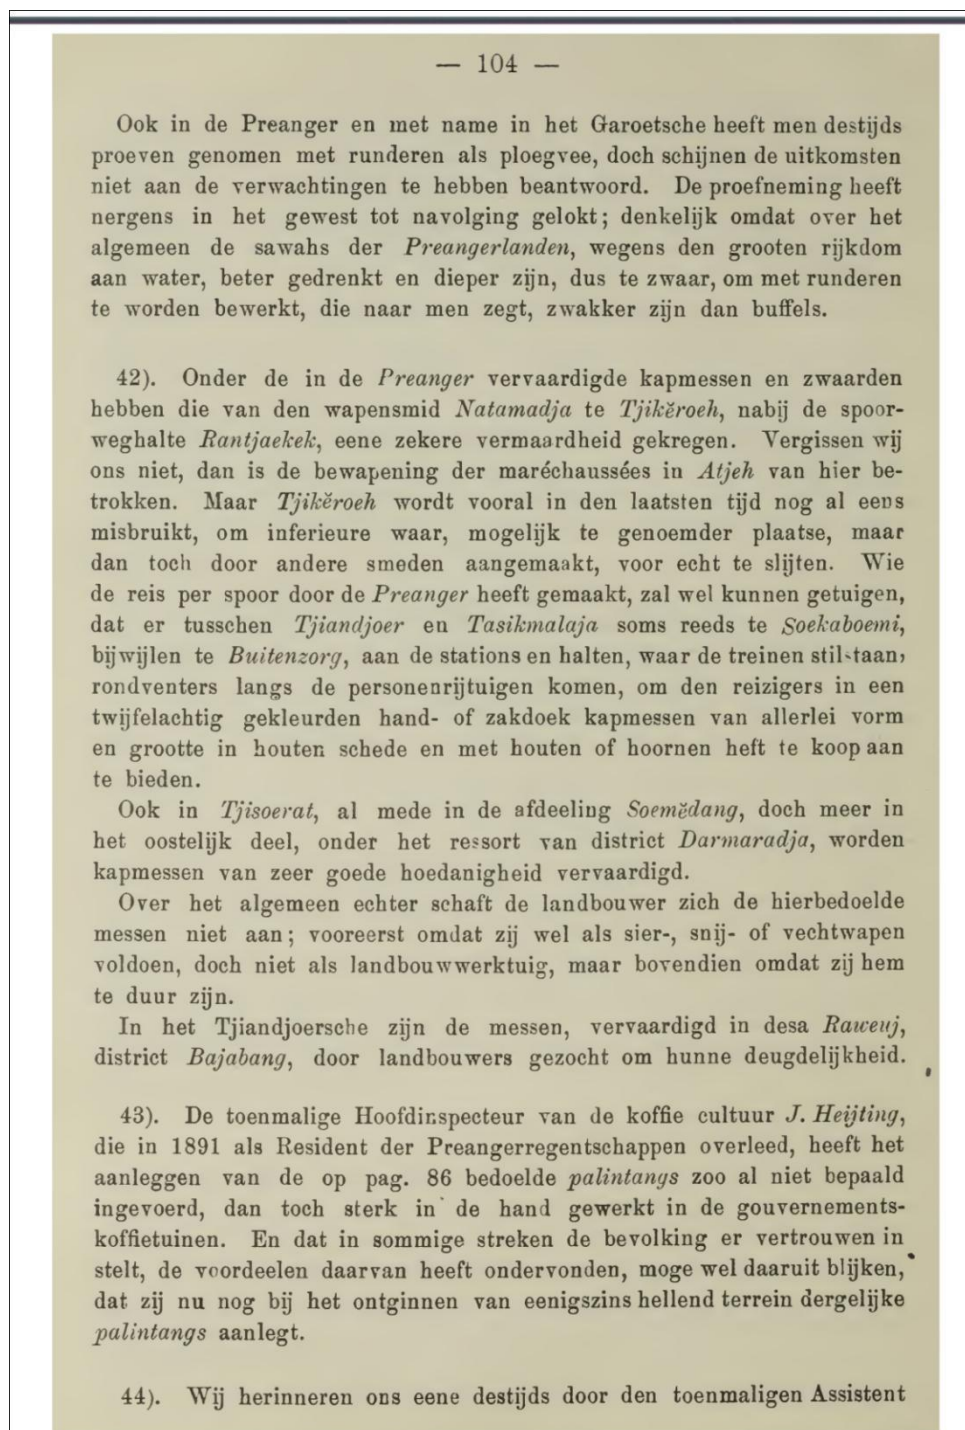 — 104 —
Ook in de Preanger en met name in het Garoetsche heeft men destijds
proeven genomen met runderen als ploegvee, doch schijnen de uitkomsten
niet aan de verwachtingen te hebben beantwoord. De proefneming heeft
nergens in het gewest tot navolging gelokt; denkelijk omdat over het
algemeen de sawahs der Preangerlanden, wegens den grooten rijkdom
aan water, beter gedrenkt en dieper zijn, dus te zwaar, om met runderen
te worden bewerkt, die naar men zegt, zwakker zijn dan buffels.
42). Onder de in de Preanger vervaardigde kapmessen en zwaarden
hebben die van den wapensmid Natamadja te Tjikĕroeh, nabij de spoor-
weghalte Rantjaekek, eene zekere vermaardheid gekregen. Vergissen wij
ons niet, dan is de bewapening der maréchaussées in Atjeh van hier be-
trokken. Maar Tjikĕroeh wordt vooral in den laatsten tijd nog al eens
misbruikt, om inferieure waar, mogelijk te genoemder plaatse, maar
dan toch door andere smeden aangemaakt, voor echt te slijten. Wie
de reis per spoor door de Preanger heeft gemaakt, zal wel kunnen getuigen,
dat er tusschen Tjiandjoer en Tasikmalaja soms reeds te Soekaboemi,
bijwijlen te Buitenzorg, aan de stations en halten, waar de treinen stilstaan,
rondventers langs de personenrijtuigen komen, om den reizigers in een
twijfelachtig gekleurden hand- of zakdoek kapmessen van allerlei vorm
en grootte in houten schede en met houten of hoornen heft te koop aan
te bieden.
Ook in Tjisoerat, al mede in de afdeeling Soemĕdang, doch meer in
het oostelijk deel, onder het ressort van district Darmaradja, worden
kapmessen van zeer goede hoedanigheid vervaardigd.
Over het algemeen echter schaft de landbouwer zich de hierbedoelde
messen niet aan; vooreerst omdat zij wel als sier-, snij- of vechtwapen
voldoen, doch niet als landbouwwerktuig, maar bovendien omdat zij hem
te duur zijn.
In het Tjiandjoersche zijn de messen, vervaardigd in desa Raweuj,
district Bajabang, door landbouwers gezocht om hunne deugdelijkheid.
43). De toenmalige Hoofdinspecteur van de koffie cultuur J. Heijting,
die in 1891 als Resident der Preangerregentschappen overleed, heeft het
aanleggen van de op pag. 86 bedoelde palintangs zoo al niet bepaald
ingevoerd, dan toch sterk in de hand gewerkt in de gouvernements-
koffietuinen. En dat in sommige streken de bevolking er vertrouwen in
stelt, de voordeelen daarvan heeft ondervonden, moge wel daaruit blijken,
dat zij nu nog bij het ontginnen van eenigszins hellend terrein dergelijke
palintangs aanlegt.
44). Wij herinneren ons eene destijds door den toenmaligen Assistent